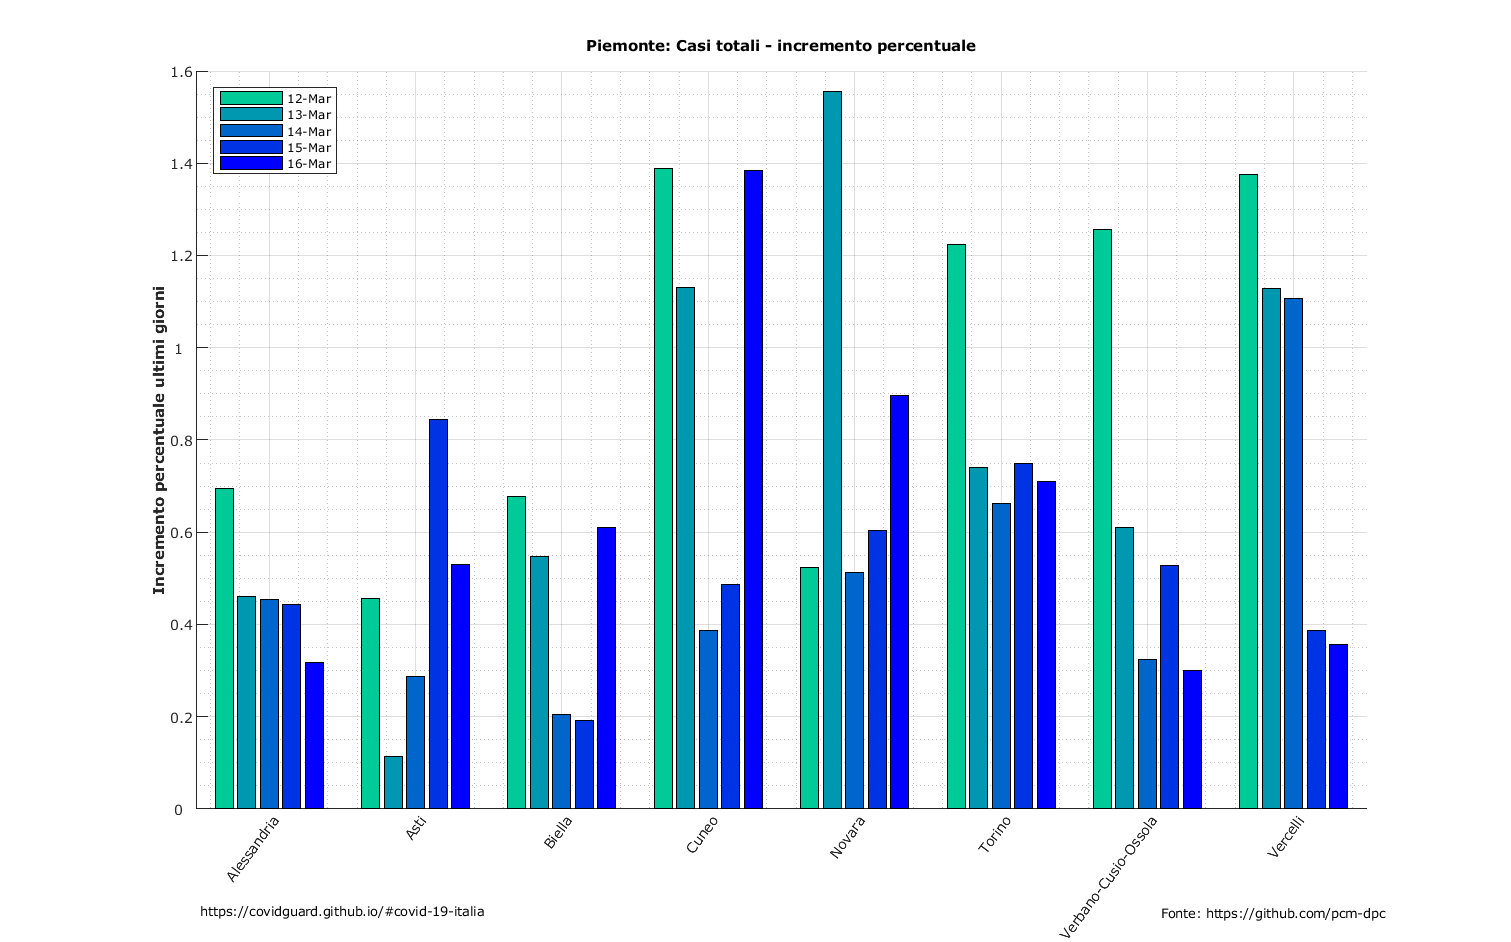 Piemonte: Casi totali - incremento percentuale
1.6
1.4
1.2
1
0.8
0.6
0.4
0.2
0
Incremento percentuale ultimi giorni
12-Mar
13-Mar
14-Mar
15-Mar
16-Mar
Alessandria
Asti
Biella
Cuneo
Novara
Torino
Verbano-Cusio-Ossola
Vercelli
https://covidguard.github.io/#covid-19-italia
Fonte: https://github.com/pcm-dpc